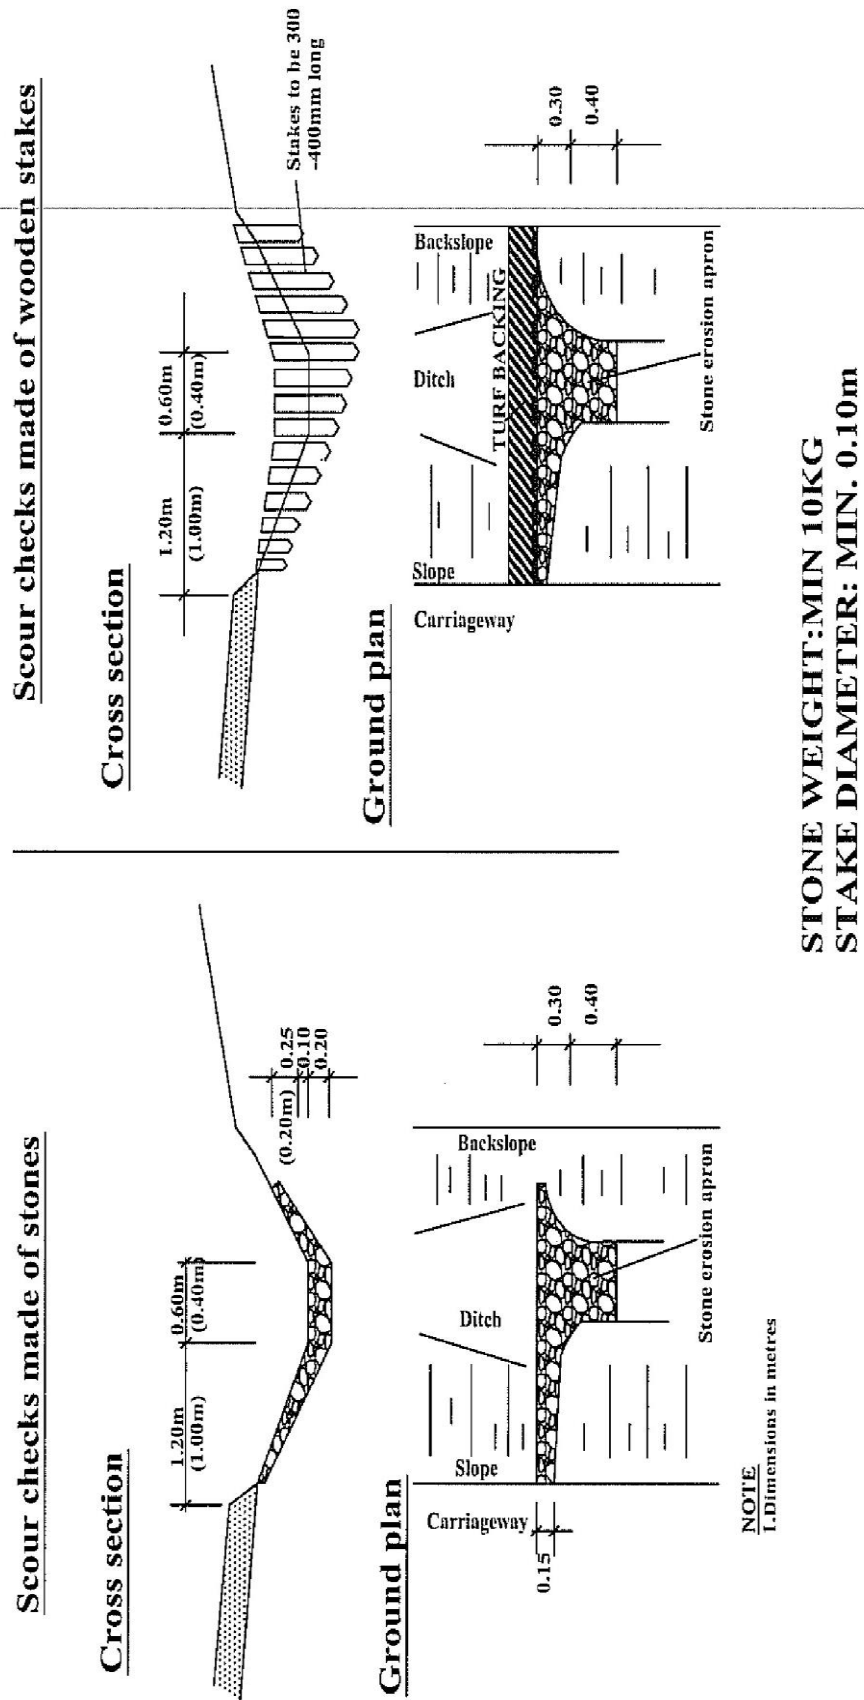 Scour checks made of stones
Cross section
1.20m
(1.00m)
0.60m
(0.40m)
(0.20m)
0.25
0.10
0.20
Ground plan
Carriageway
Slope
Ditch
Backslope
0.15
0.30
0.40
Stone erosion apron
NOTE
1.Dimensions in metres
Scour checks made of wooden stakes
Cross section
1.20m
(1.00m)
0.60m
(0.40m)
Stakes to be 300
-400mm long
Ground plan
Carriageway
Slope
Ditch
Backslope
TURF BACKING
0.30
0.40
Stone erosion apron
STONE WEIGHT:MIN 10KG
STAKE DIAMETER: MIN. 0.10m